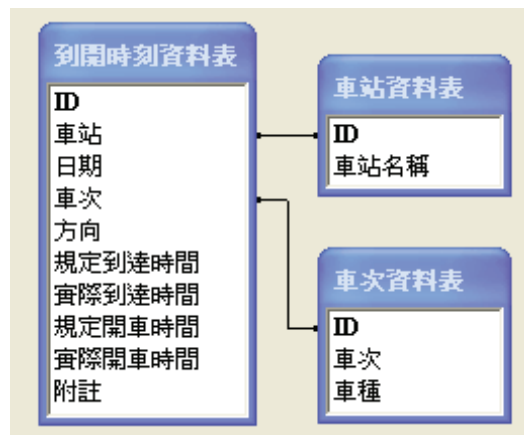 到開時刻資料表
ID
車站
日期
車次
方向
規定到達時間
實際到達時間
規定開車時間
實際開車時間
附註
車站資料表
ID
車站名稱
車次資料表
ID
車次
車種